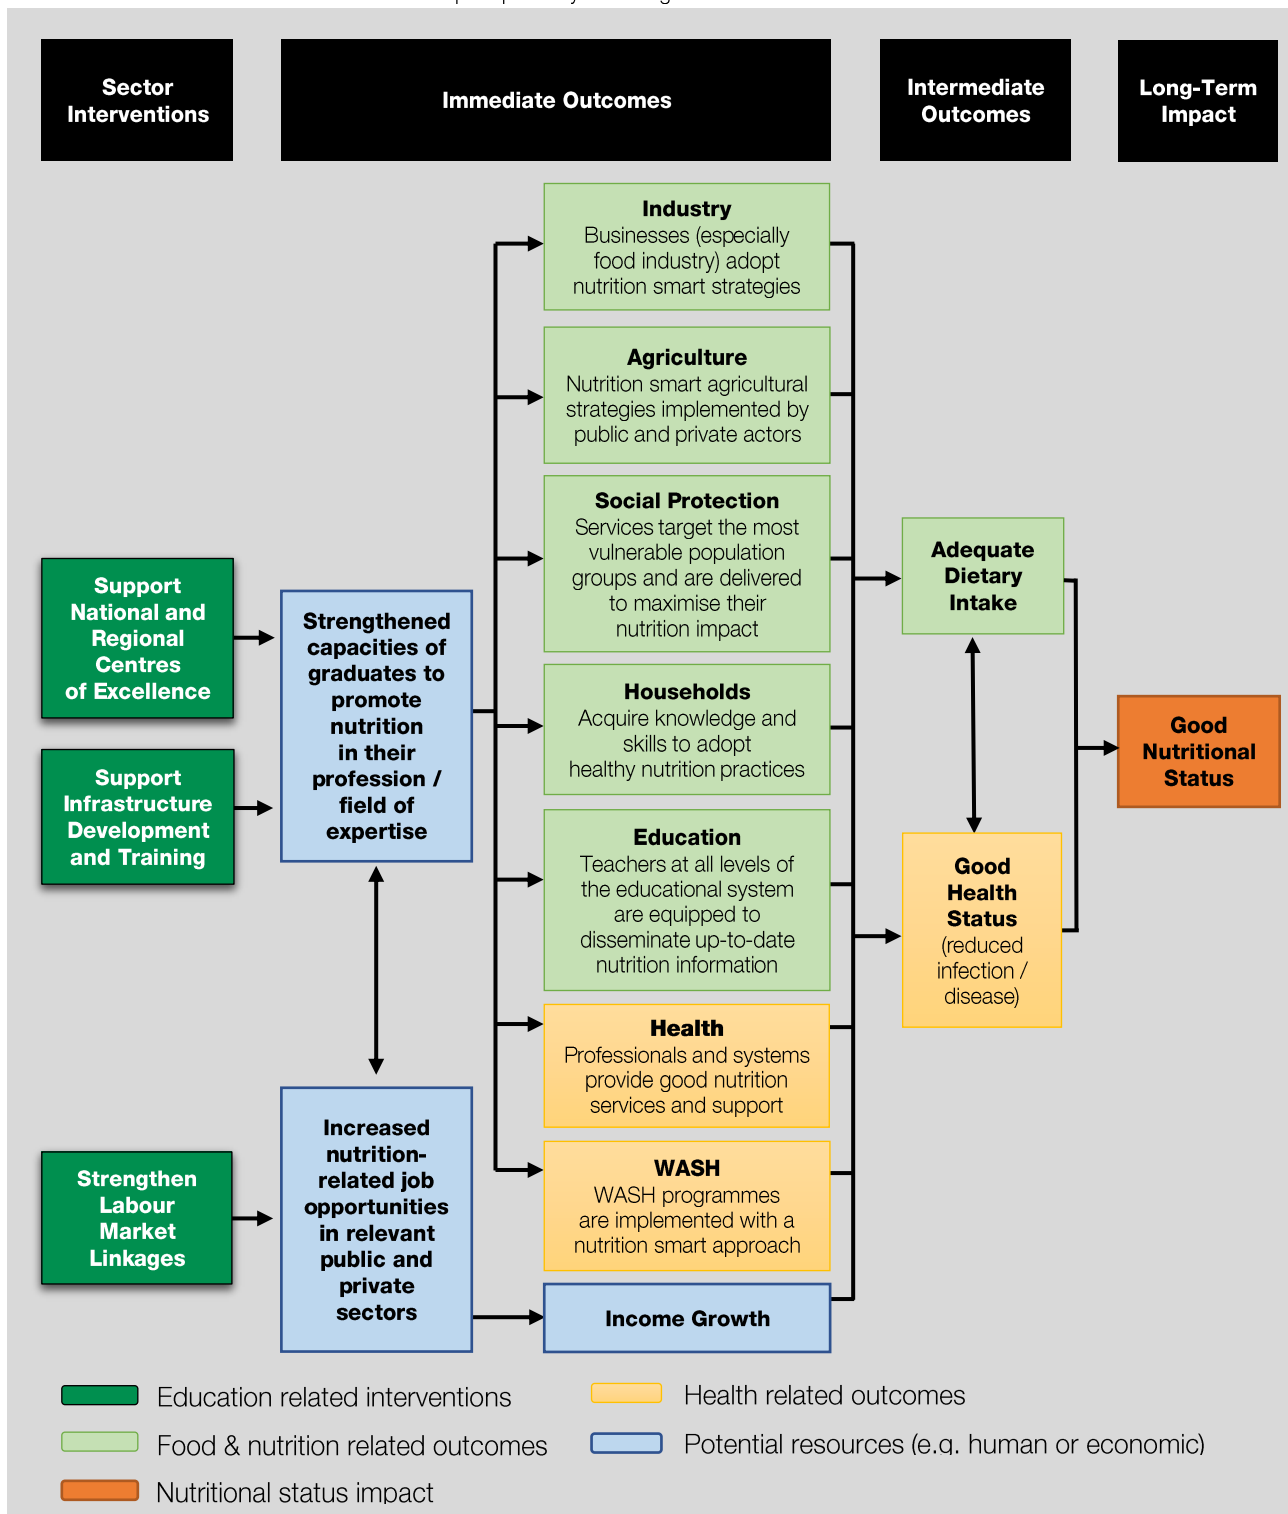 Sector
Interventions
Immediate Outcomes
Intermediate
Outcomes
Long-Term
Impact
Industry
Businesses (especially
food industry) adopt
nutrition smart strategies
Agriculture
Nutrition smart agricultural
strategies implemented by
public and private actors
Social Protection
Services target the most
vulnerable population
groups and are delivered
to maximise their
nutrition impact
Households
Acquire knowledge and
skills to adopt
healthy nutrition practices
Education
Teachers at all levels of
the educational system
are equipped to
disseminate up-to-date
nutrition information
Health
Professionals and systems
provide good nutrition
services and support
WASH
WASH programmes
are implemented with a
nutrition smart approach
Income Growth
Support
National and
Regional
Centres
of Excellence
Support
Infrastructure
Development
and Training
Strengthen
Labour
Market
Linkages
Strengthened
capacities of
graduates to
promote
nutrition
in their
profession /
field of
expertise
Increased
nutrition-
related job
opportunities
in relevant
public and
private
sectors
Adequate
Dietary
Intake
Good
Health
Status
(reduced
infection /
disease)
Good
Nutritional
Status
Education related interventions
Food & nutrition related outcomes
Nutritional status impact
Health related outcomes
Potential resources (e.g. human or economic)